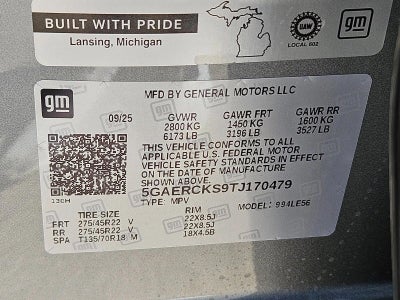 BUILT WITH PRIDE
Lansing, Michigan
UAW
LOCAL 602
gm
gm
MFD BY GENERAL MOTORS LLC
09/25 GVWR GAWR FRT GAWR RR
2800 KG 1450 KG 1600 KG
6173 LB 3196 LB 3527 LB
THIS VEHICLE CONFORMS TO ALL
APPLICABLE U.S. FEDERAL MOTOR
VEHICLE SAFETY STANDARDS IN EFFECT
ON THE DATE OF MANUFACTURE
SHOWN ABOVE.
5GAERCKS9TJ170479
TYPE: MPV MODEL: 994LE56
TIRE SIZE RIM
FRT 275/45R22 V 22X8.5J
RR 275/45R22 V 22X8.5J
SPA T135/70R18 M 18X4.5B